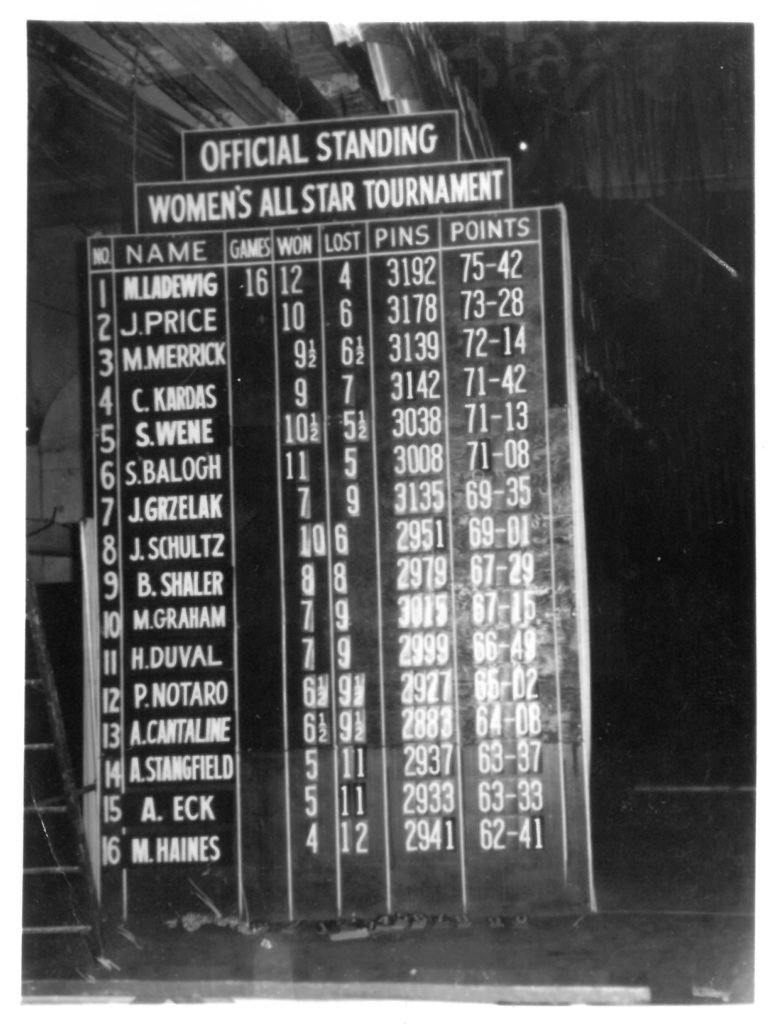 OFFICIAL STANDING
WOMEN'S ALL STAR TOURNAMENT
NO. NAME GAMES WON LOST PINS POINTS
1 M.LADEWIG 16 12 4 3192 75-42
2 J.PRICE 10 6 3178 73-28
3 M.MERRICK 9½ 6½ 3139 72-14
4 C. KARDAS 9 7 3142 71-42
5 S.WENE 10½ 5½ 3038 71-13
6 S.BALOGH 11 5 3008 71-08
7 J.GRZELAK 7 9 3135 69-35
8 J.SCHULTZ 10 6 2951 69-01
9 B. SHALER 8 8 2979 67-29
10 M.GRAHAM 7 9 3015 67-15
11 H.DUVAL 7 9 2999 66-49
12 P.NOTARO 6½ 9½ 2927 65-02
13 A.CANTALINE 6½ 9½ 2883 64-08
14 A.STANGFIELD 5 11 2937 63-37
15 A. ECK 5 11 2933 63-33
16 M.HAINES 4 12 2941 62-41